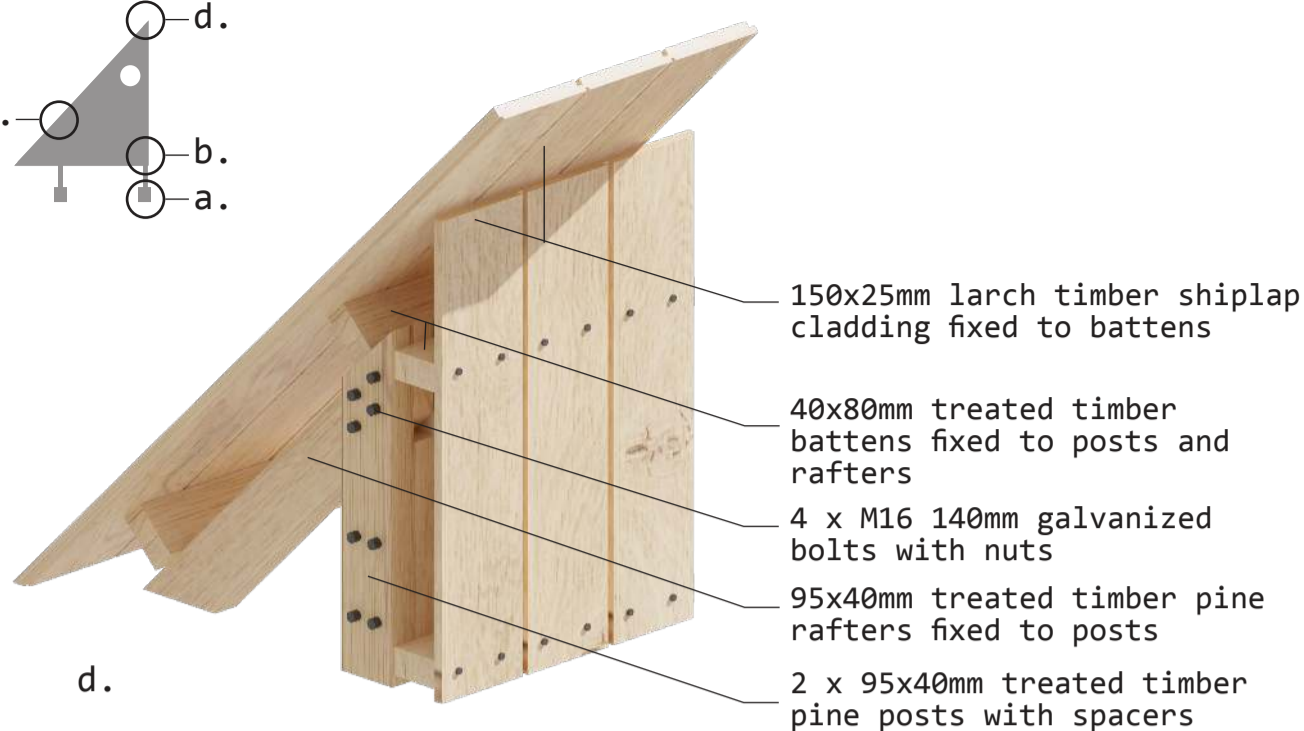 d.
.
b.
a.
150x25mm larch timber shiplap
cladding fixed to battens
40x80mm treated timber
battens fixed to posts and
rafters
4 x M16 140mm galvanized
bolts with nuts
95x40mm treated timber pine
rafters fixed to posts
2 x 95x40mm treated timber
pine posts with spacers
d.